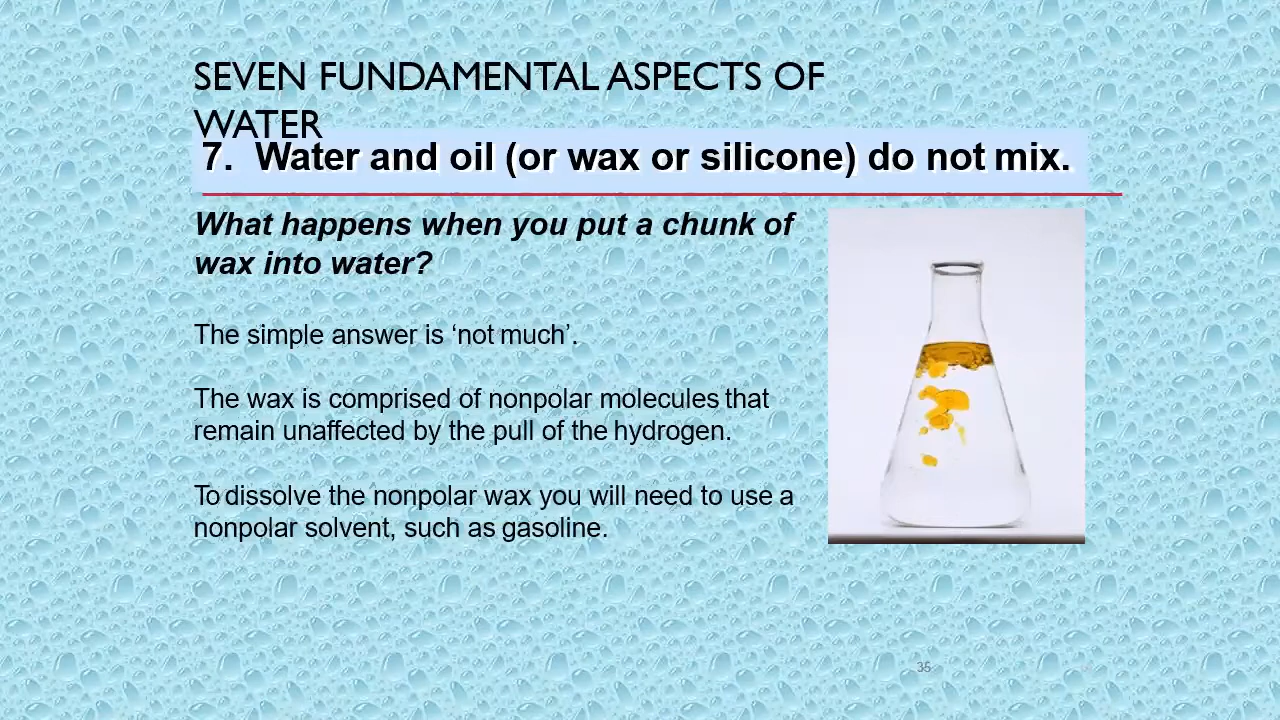 SEVEN FUNDAMENTAL ASPECTS OF
WATER
7. Water and oil (or wax or silicone) do not mix.
What happens when you put a chunk of
wax into water?
The simple answer is ‘not much’.
The wax is comprised of nonpolar molecules that
remain unaffected by the pull of the hydrogen.
To dissolve the nonpolar wax you will need to use a
nonpolar solvent, such as gasoline.
35